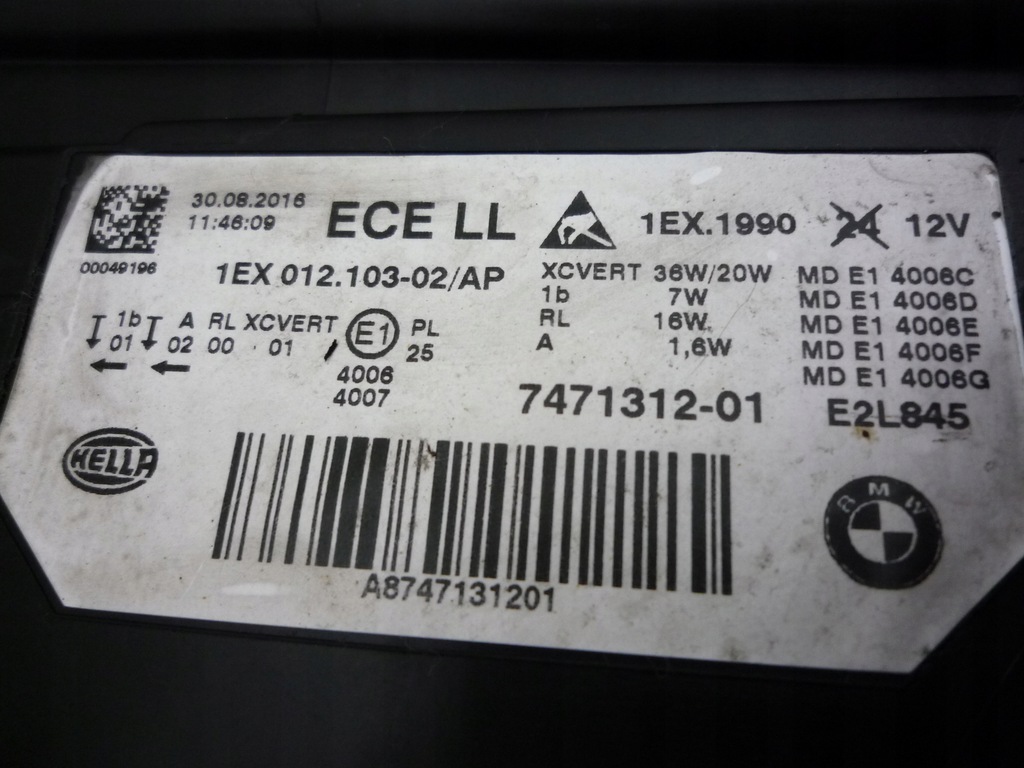 30.08.2016
11:46:09
ECE LL
1EX.1990
24
12V
00049196
1EX 012.103-02/AP
XCVERT 36W/20W
1b 7W
RL 16W
A 1,6W
MD E1 4006C
MD E1 4006D
MD E1 4006E
MD E1 4006F
MD E1 4006G
1b A RL XCVERT E1 PL
01 02 00 01 25
4006
4007
7471312-01
E2L845
HELLA
BMW
A8747131201